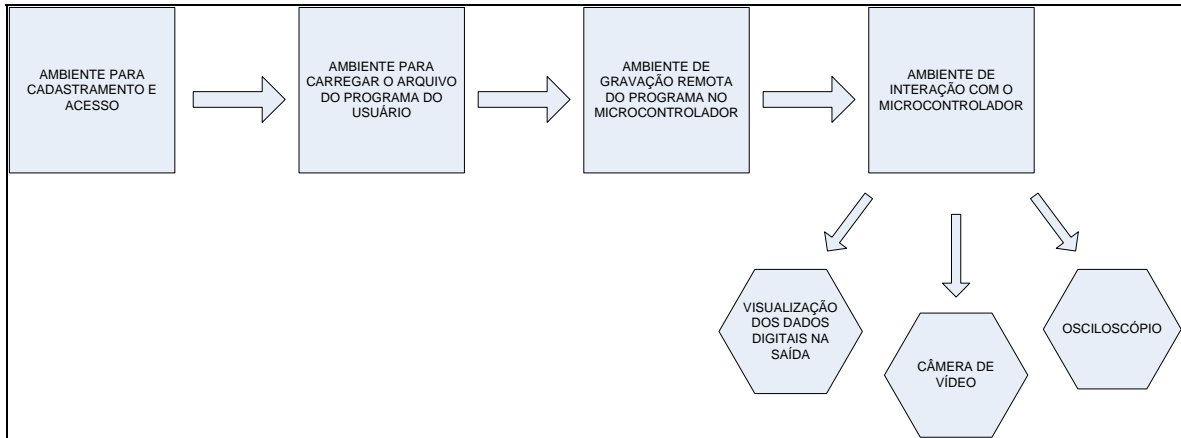 AMBIENTE PARA
CADASTRAMENTO E
ACESSO
AMBIENTE PARA
CARREGAR O ARQUIVO
DO PROGRAMA DO
USUÁRIO
AMBIENTE DE
GRAVAÇÃO REMOTA
DO PROGRAMA NO
MICROCONTROLADOR
AMBIENTE DE
INTERAÇÃO COM O
MICROCONTROLADOR
VISUALIZAÇÃO
DOS DADOS
DIGITAIS NA
SAÍDA
CÂMERA DE
VÍDEO
OSCILOSCÓPIO